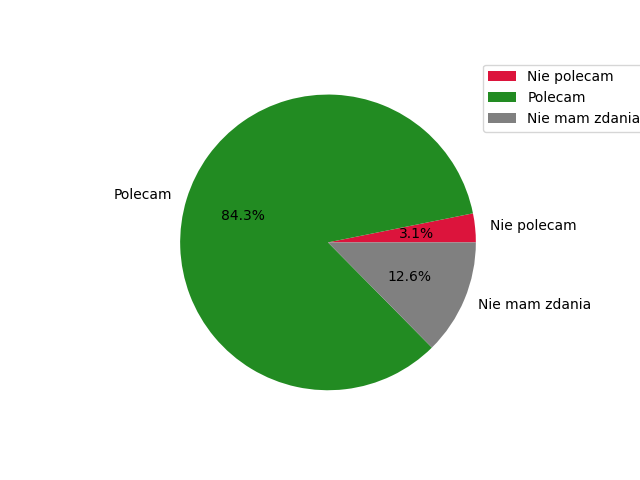 Nie polecam
Polecam
Nie mam zdania
Polecam
84.3%
Nie polecam
3.1%
12.6%
Nie mam zdania